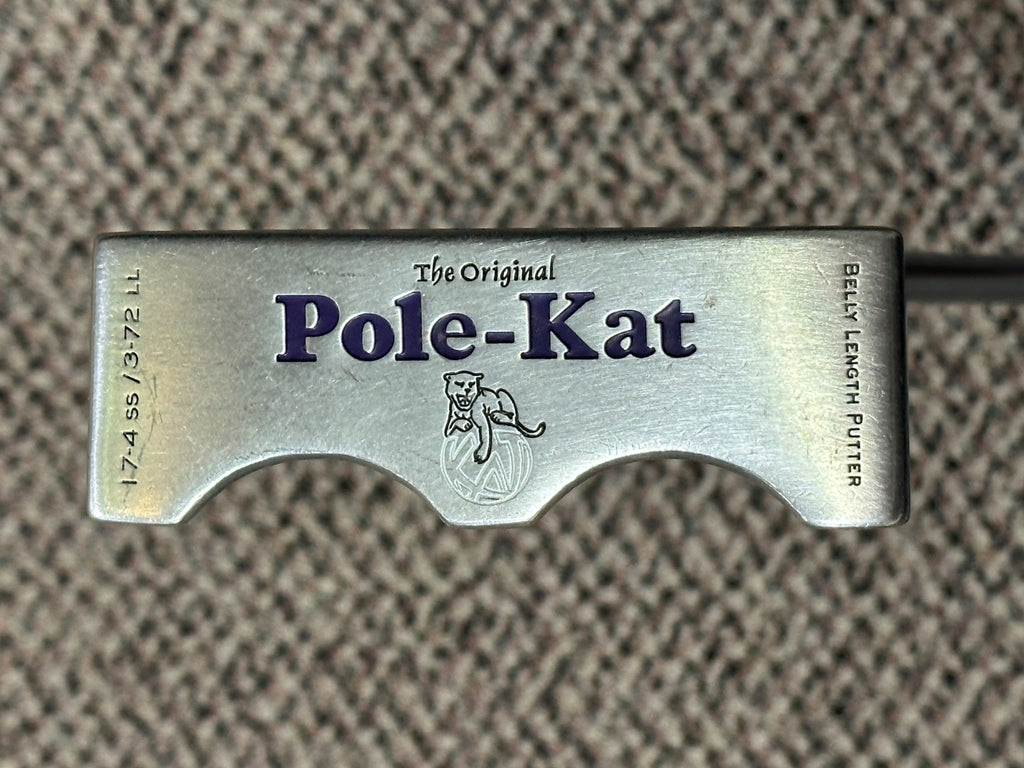 The Original
Pole-Kat
17-4 SS /3-72 LL
BELLY LENGTH PUTTER